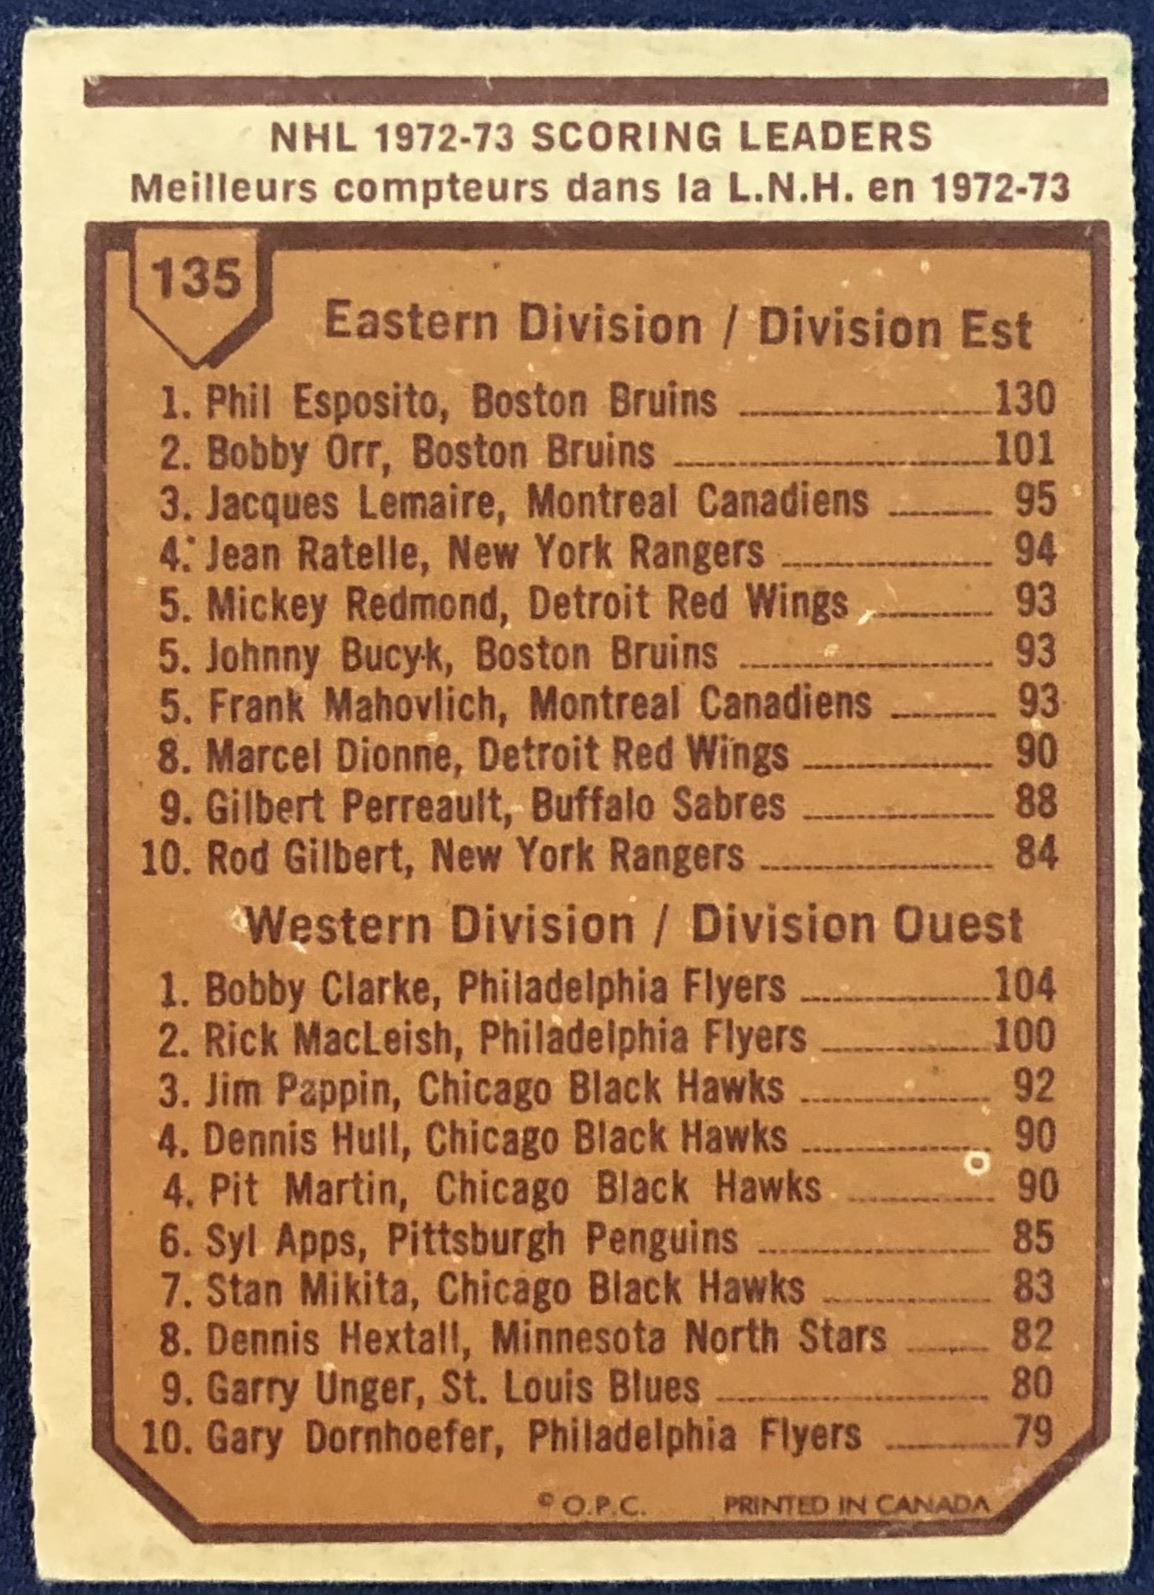 NHL 1972-73 SCORING LEADERS
Meilleurs compteurs dans la L.N.H. en 1972-73
135
Eastern Division / Division Est
1. Phil Esposito, Boston Bruins 130
2. Bobby Orr, Boston Bruins 101
3. Jacques Lemaire, Montreal Canadiens 95
4. Jean Ratelle, New York Rangers 94
5. Mickey Redmond, Detroit Red Wings 93
5. Johnny Bucyk, Boston Bruins 93
5. Frank Mahovlich, Montreal Canadiens 93
8. Marcel Dionne, Detroit Red Wings 90
9. Gilbert Perreault, Buffalo Sabres 88
10. Rod Gilbert, New York Rangers 84
Western Division / Division Ouest
1. Bobby Clarke, Philadelphia Flyers 104
2. Rick MacLeish, Philadelphia Flyers 100
3. Jim Pappin, Chicago Black Hawks 92
4. Dennis Hull, Chicago Black Hawks 90
4. Pit Martin, Chicago Black Hawks 90
6. Syl Apps, Pittsburgh Penguins 85
7. Stan Mikita, Chicago Black Hawks 83
8. Dennis Hextall, Minnesota North Stars 82
9. Garry Unger, St. Louis Blues 80
10. Gary Dornhoefer, Philadelphia Flyers 79
© O.P.C. PRINTED IN CANADA